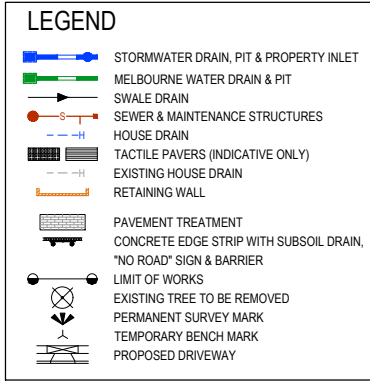 LEGEND
STORMWATER DRAIN, PIT & PROPERTY INLET
MELBOURNE WATER DRAIN & PIT
SWALE DRAIN
S SEWER & MAINTENANCE STRUCTURES
H HOUSE DRAIN
TACTILE PAVERS (INDICATIVE ONLY)
H EXISTING HOUSE DRAIN
RETAINING WALL
PAVEMENT TREATMENT
CONCRETE EDGE STRIP WITH SUBSOIL DRAIN,
"NO ROAD" SIGN & BARRIER
LIMIT OF WORKS
EXISTING TREE TO BE REMOVED
PERMANENT SURVEY MARK
TEMPORARY BENCH MARK
PROPOSED DRIVEWAY